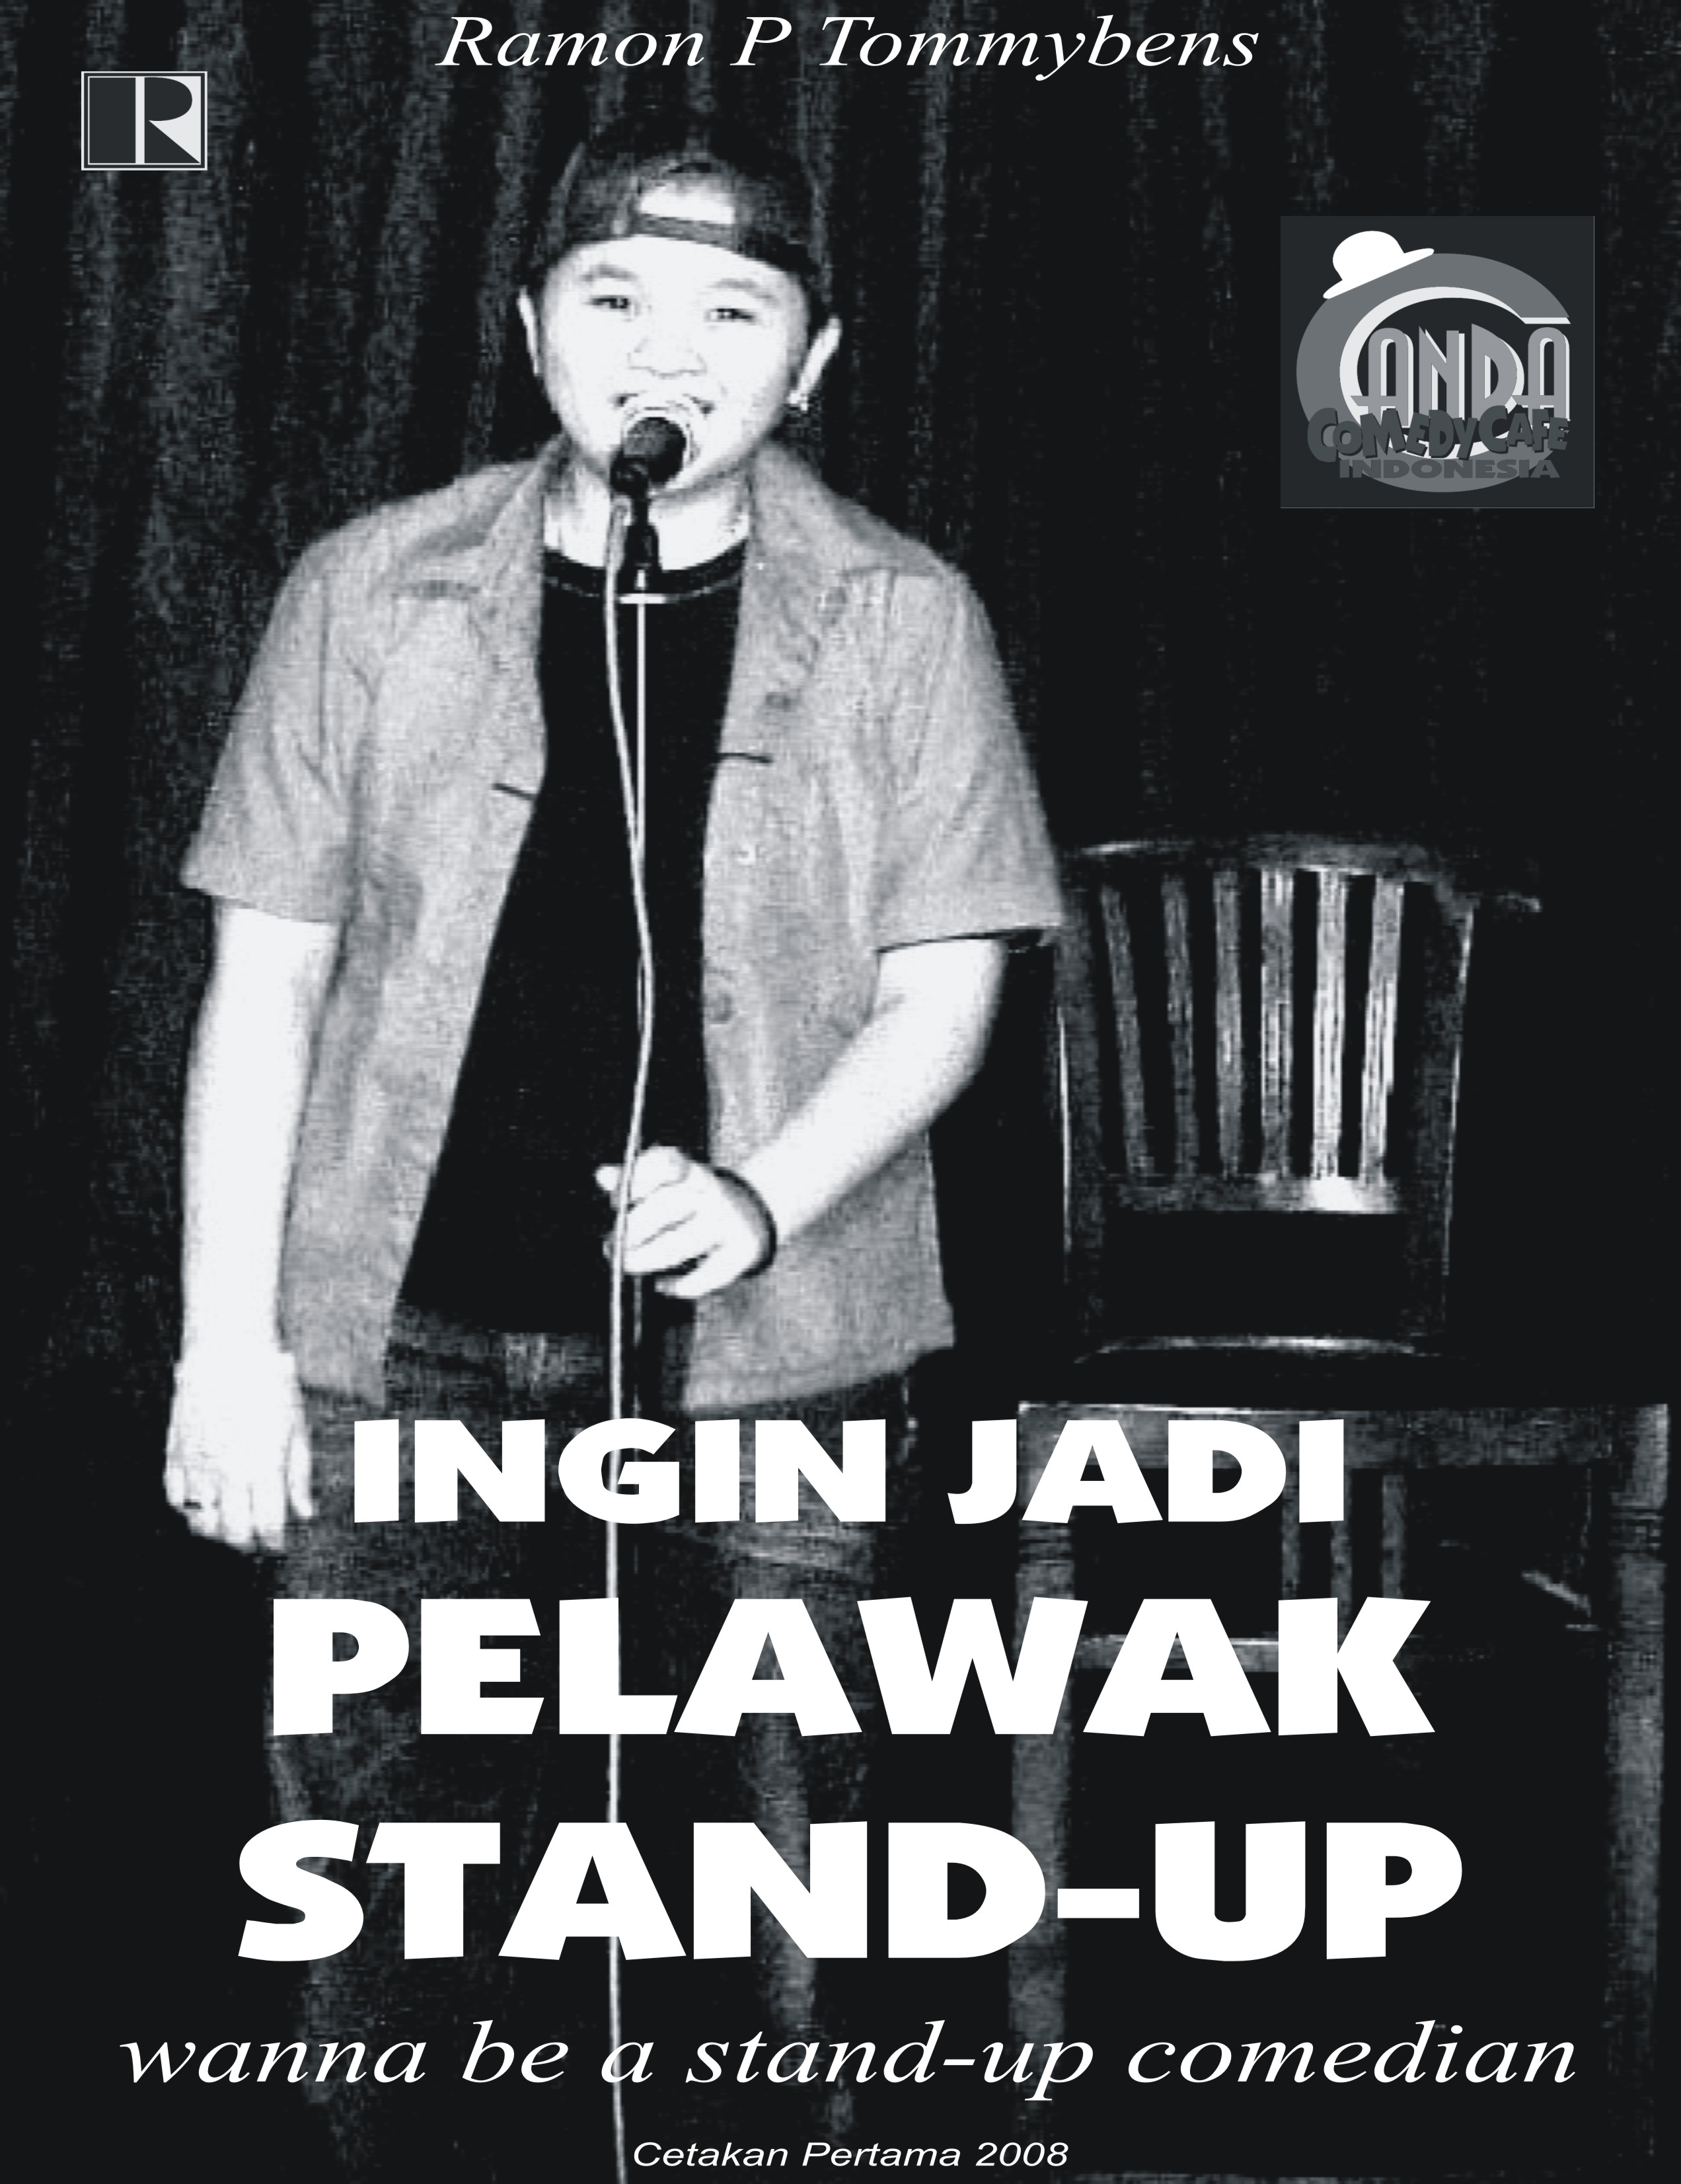 Ramon P Tommybens
R
CANDA
COMEDY CAFE
INDONESIA
INGIN JADI
PELAWAK
STAND-UP
wanna be a stand-up comedian
Cetakan Pertama 2008